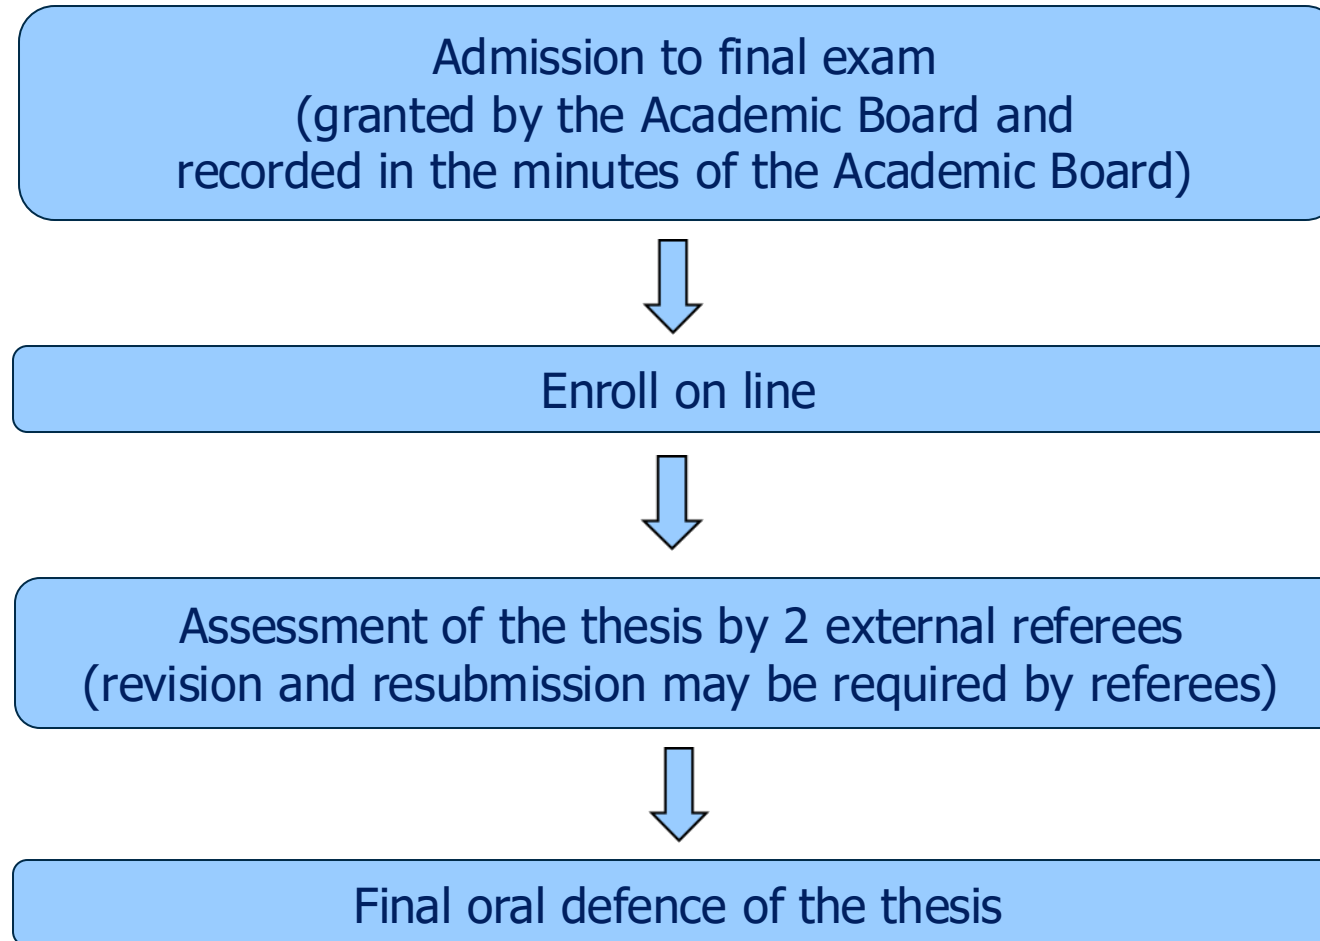 Admission to final exam
(granted by the Academic Board and
recorded in the minutes of the Academic Board)
Enroll on line
Assessment of the thesis by 2 external referees
(revision and resubmission may be required by referees)
Final oral defence of the thesis